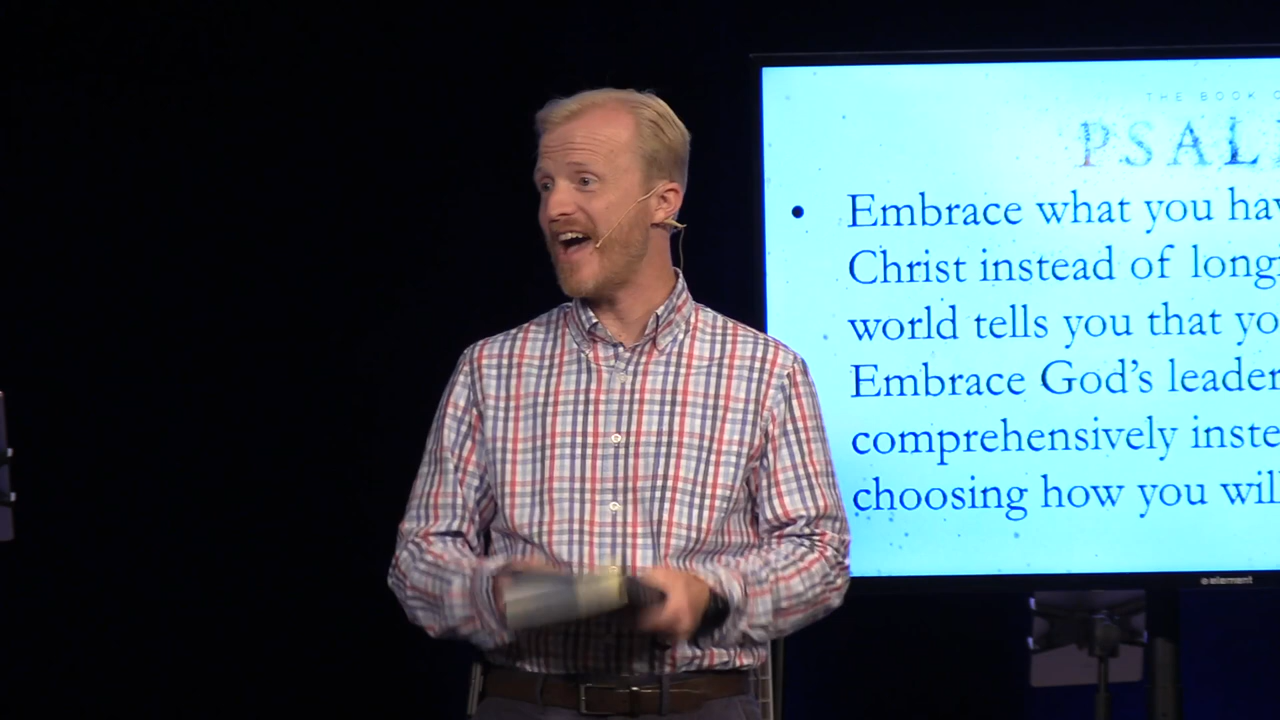 THE BOOK O
PSAL
• Embrace what you hav
Christ instead of long
world tells you that yo
Embrace God's leader
comprehensively inste
choosing how you wil
element